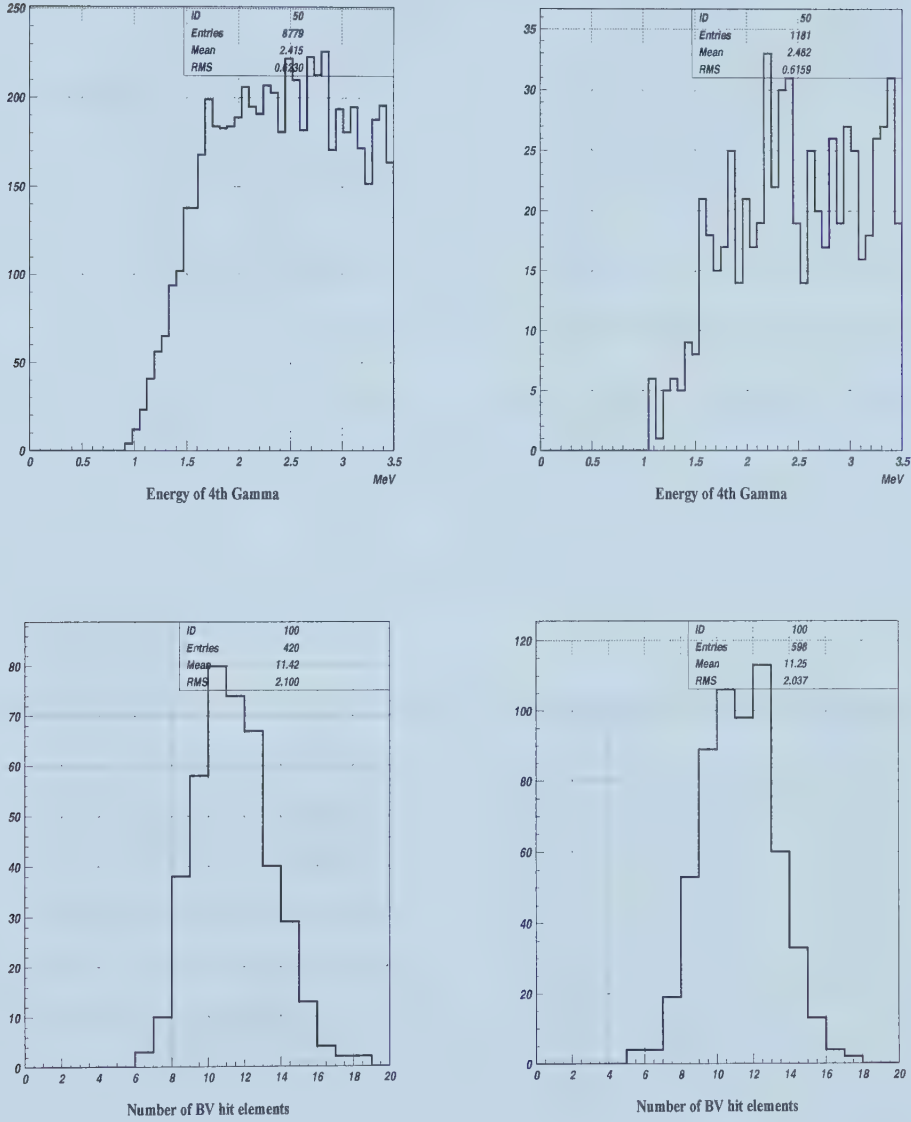 ID 50
Entries 8779
Mean 2.415
RMS 0.6230
250
200
150
100
50
0
0 0.5 1 1.5 2 2.5 3 3.5
MeV
Energy of 4th Gamma
ID 50
Entries 1181
Mean 2.482
RMS 0.6159
35
30
25
20
15
10
5
0
0 0.5 1 1.5 2 2.5 3 3.5
MeV
Energy of 4th Gamma
ID 100
Entries 420
Mean 11.42
RMS 2.100
80
70
60
50
40
30
20
10
0
0 2 4 6 8 10 12 14 16 18 20
Number of BV hit elements
ID 100
Entries 598
Mean 11.25
RMS 2.037
120
100
80
60
40
20
0
0 2 4 6 8 10 12 14 16 18 20
Number of BV hit elements